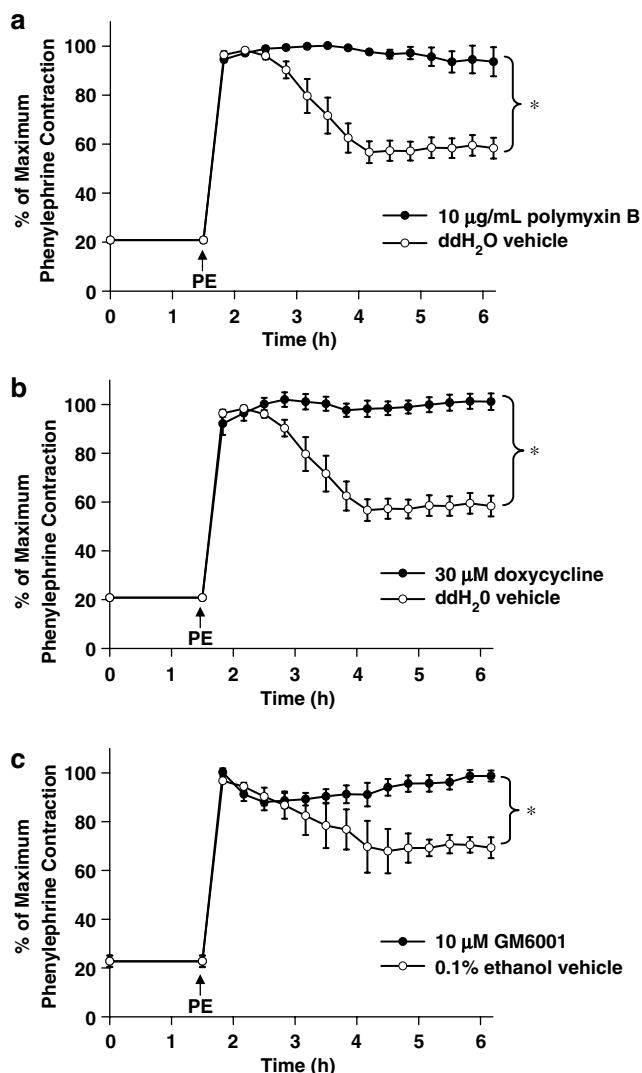 a
% of Maximum
Phenylephrine Contraction
100
80
60
40
20
0
PE
10 µg/mL polymyxin B
ddH2O vehicle
*
0 1 2 3 4 5 6
Time (h)
b
% of Maximum
Phenylephrine Contraction
100
80
60
40
20
0
PE
30 µM doxycycline
ddH20 vehicle
*
0 1 2 3 4 5 6
Time (h)
c
% of Maximum
Phenylephrine Contraction
100
80
60
40
20
0
PE
10 µM GM6001
0.1% ethanol vehicle
*
0 1 2 3 4 5 6
Time (h)